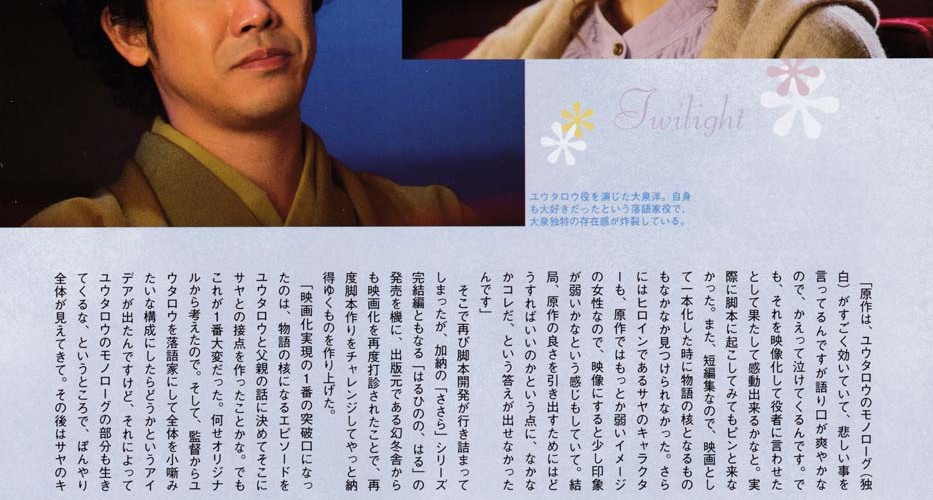 Twilight
ユウタロウ役を演じた大泉洋。自身
も大好きだったという落語家役で、
大泉独特の存在感が炸裂している。
「原作は、ユウタロウのモノローグ（独
白）がすごく効いていて、悲しい事を
言ってるんですが語り口が爽やかな
ので、かえって泣けてくるんです。で
も、それを映像化して役者に言わせた
として果たして感動出来るかなと。実
際に脚本に起こしてみてもピンと来な
かった。また、短編集なので、映画とし
て一本化した時に物語の核となるもの
もなかなか見つけられなかった。さら
にはヒロインであるサヤのキャラクタ
ーも、原作ではもっとか弱いイメージ
の女性なので、映像にすると少し印象
が弱いかなという感じもしていて。結
局、原作の良さを引き出すためにはど
うすればいいのかという点に、なかな
かコレだ、という答えが出せなかった
んです」
そこで再び脚本開発が行き詰まって
しまったが、加納の「ささら」シリーズ
完結編ともなる「はるひのの、はる」の
発売を機に、出版元である幻冬舎から
も映画化を再度打診されたことで、再
度脚本作りをチャレンジしてやっと納
得ゆくものを作り上げた。
「映画化実現の1番の突破口になっ
たのは、物語の核になるエピソードを
ユウタロウと父親の話に決めてそこに
サヤとの接点を作ったことかな。でも
これが1番大変だった。何せオリジナ
ルから考えたので。そして、監督からユ
ウタロウを落語家にして全体を小噺み
たいな構成にしたらどうかというアイ
デアが出たんですけど、それによって
ユウタロウのモノローグの部分も生き
てくるな、というところで、ぼんやり
全体が見えてきて。その後はサヤのキ